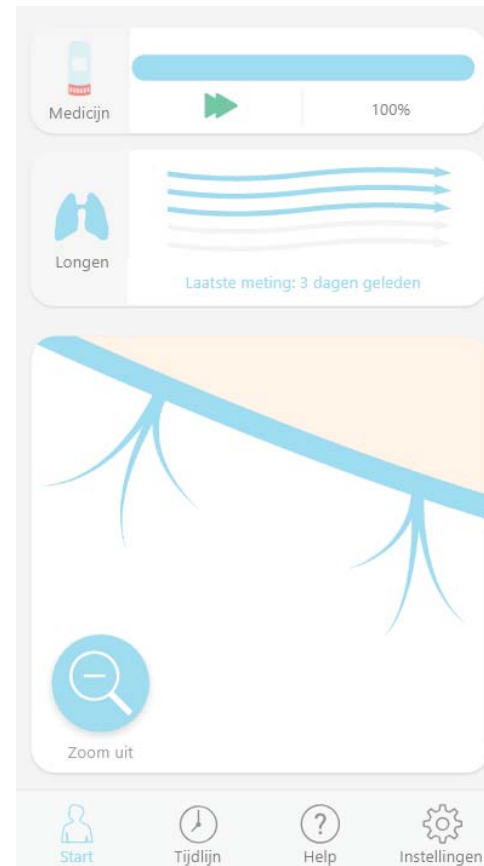 Medicijn
100%
Longen
Laatste meting: 3 dagen geleden
Zoom uit
Start
Tijdlijn
?
Help
Instellingen